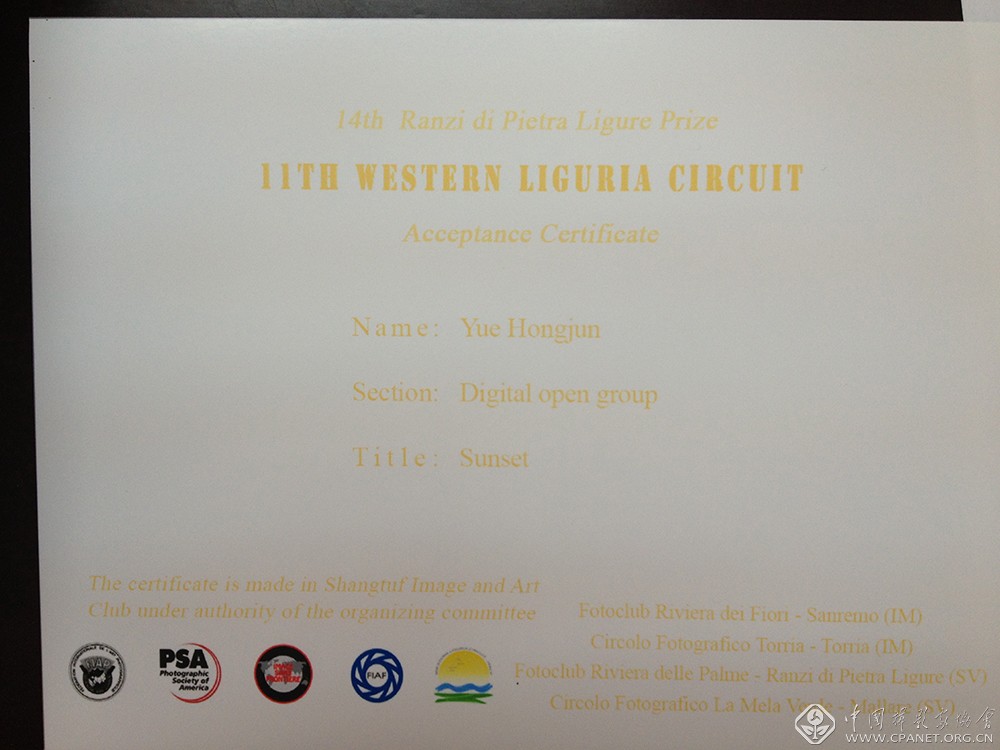 14th Ranzi di Pietra Ligure Prize
11TH WESTERN LIGURIA CIRCUIT
Acceptance Certificate
Name: Yue Hongjun
Section: Digital open group
Title: Sunset
The certificate is made in Shangtuf Image and Art
Club under authority of the organizing committee
Fotoclub Riviera dei Fiori - Sanremo (IM)
Circolo Fotografico Torria - Torria (IM)
Fotoclub Riviera delle Palme - Ranzi di Pietra Ligure (SV)
Circolo Fotografico La Mela Verde - Mallare (SV)
FIAP
PSA
Photographic
Society of
America
FIAF
中国摄影家协会
WWW.CPANET.ORG.CN